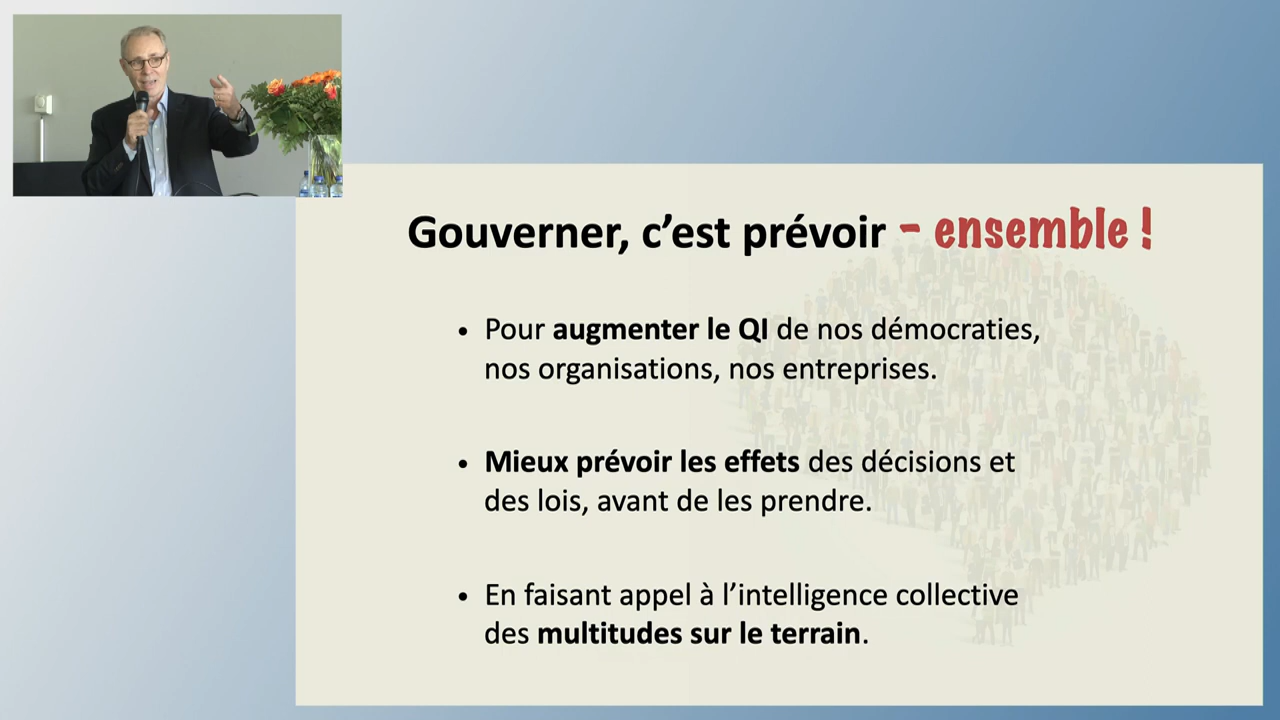 Gouverner, c’est prévoir - ensemble !
• Pour augmenter le QI de nos démocraties,
nos organisations, nos entreprises.
• Mieux prévoir les effets des décisions et
des lois, avant de les prendre.
• En faisant appel à l’intelligence collective
des multitudes sur le terrain.